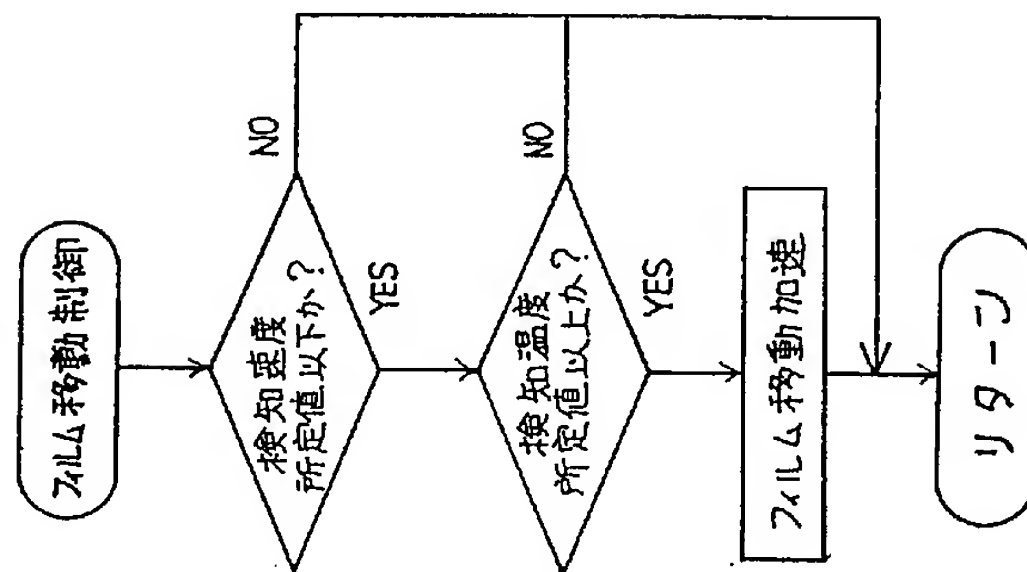 フィルム移動制御
検知速度
所定値以下か?
NO
YES
検知温度
所定値以上か?
NO
YES
フィルム移動加速
リターン